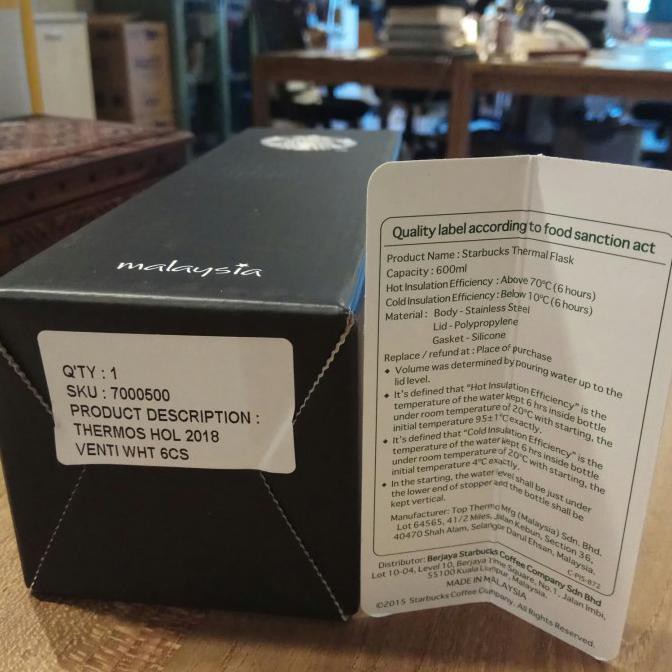 malaysia
Q'TY : 1
SKU : 7000500
PRODUCT DESCRIPTION :
THERMOS HOL 2018
VENTI WHT 6CS
Quality label according to food sanction act
Product Name : Starbucks Thermal Flask
Capacity : 600ml
Hot Insulation Efficiency : Above 70°C (6 hours)
Cold Insulation Efficiency : Below 10°C (6 hours)
Material : Body - Stainless Steel
Lid - Polypropylene
Gasket - Silicone
Replace / refund at : Place of purchase
◆ Volume was determined by pouring water up to the
lid level.
◆ It's defined that "Hot Insulation Efficiency" is the
temperature of the water kept 6 hrs inside bottle
under room temperature of 20°C with starting, the
initial temperature 95±1°C exactly.
◆ It's defined that "Cold Insulation Efficiency" is the
temperature of the water kept 6 hrs inside bottle
under room temperature of 20°C with starting, the
initial temperature 4°C exactly.
◆ In the starting, the water level shall be just under
the lower end of stopper and the bottle shall be
kept vertical.
Manufacturer: Top Thermo Mfg (Malaysia) Sdn. Bhd.
Lot 64565, 41/2 Miles, Jalan Kebun, Section 36,
40470 Shah Alam, Selangor Darul Ehsan, Malaysia.
C-PIS-872
Distributor: Berjaya Starbucks Coffee Company Sdn Bhd
Lot 10-04, Level 10, Berjaya Time Square, No.1, Jalan Imbi,
55100 Kuala Lumpur, Malaysia.
MADE IN MALAYSIA
©2015 Starbucks Coffee Company. All Rights Reserved.